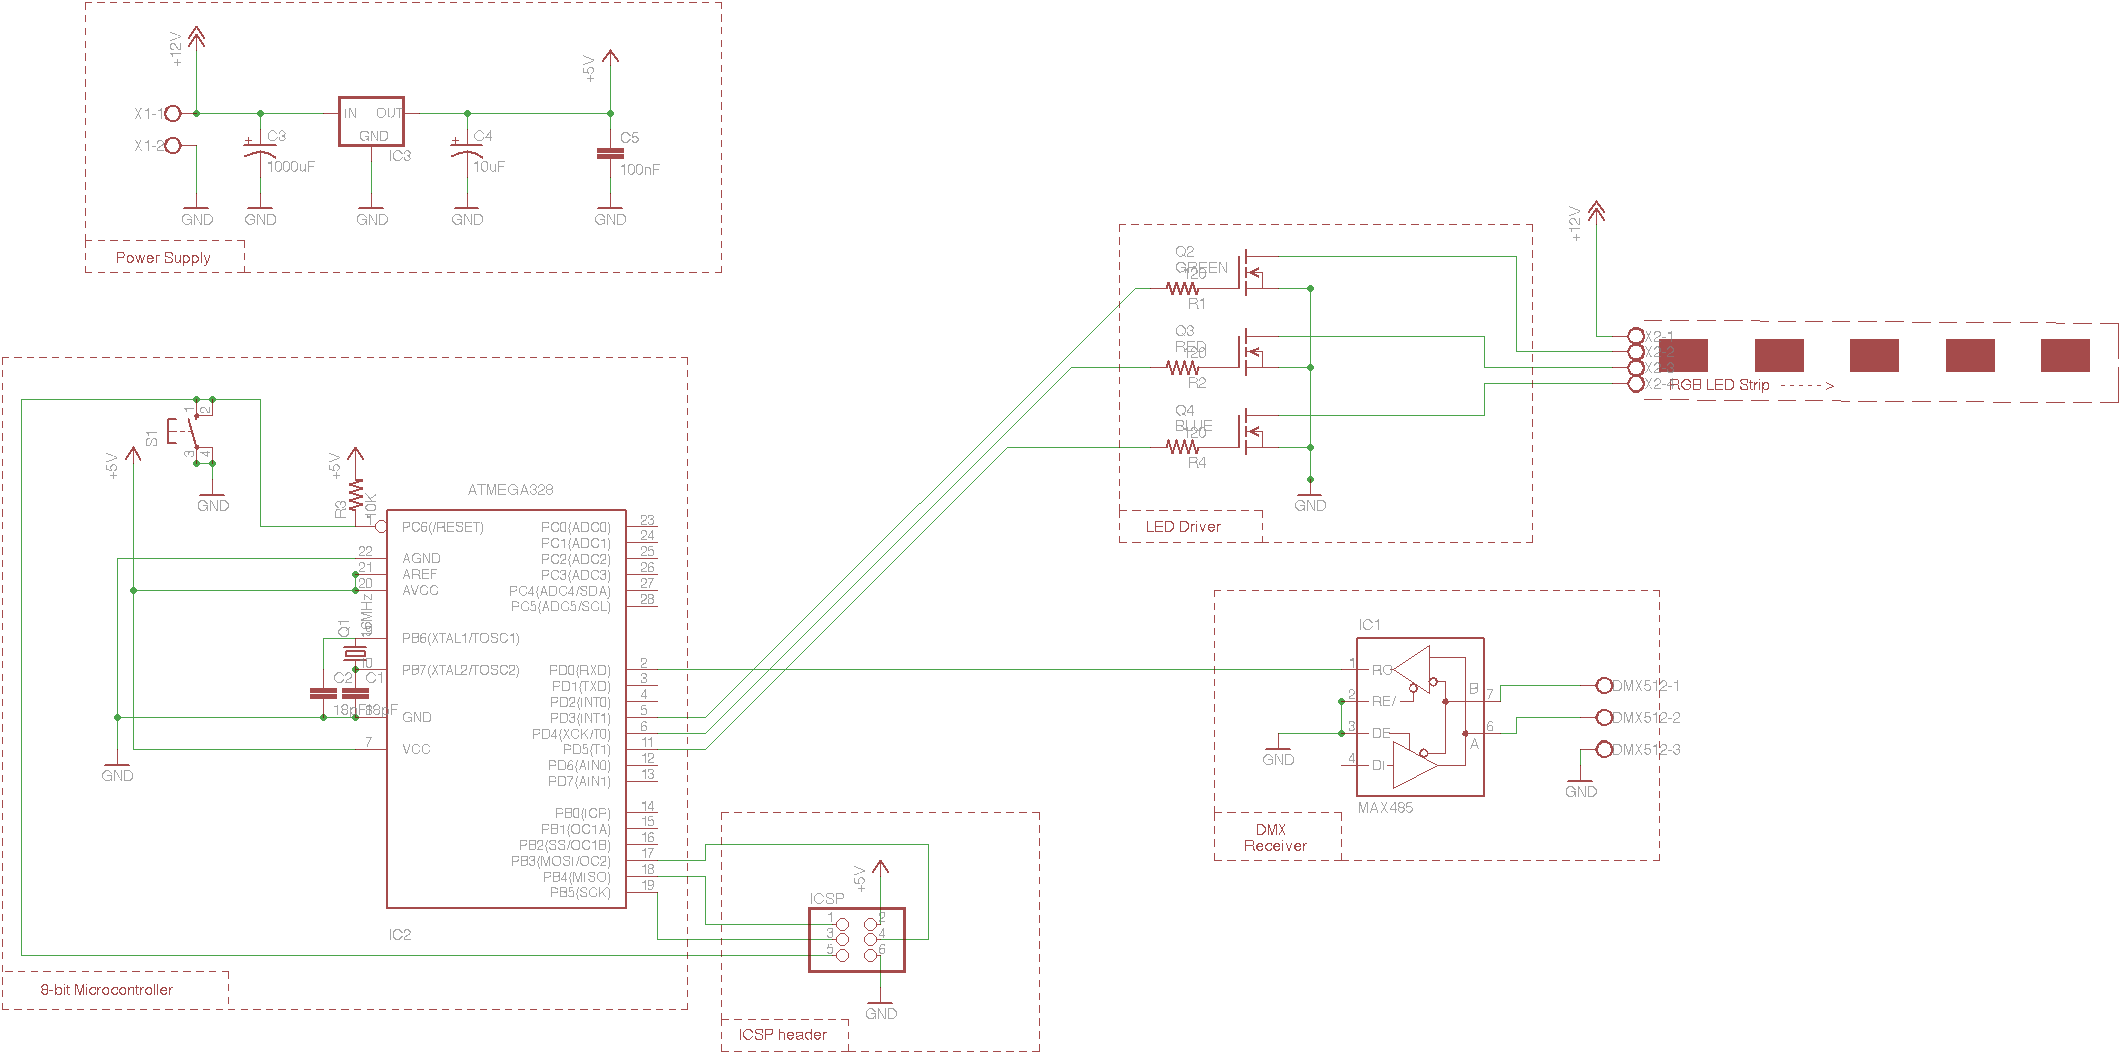 +12V
+5V
X1-1
X1-2
IN OUT
GND
IC3
C3
1000uF
C4
10uF
C5
100nF
GND
GND
GND
GND
GND
Power Supply
S1
1
2
3
4
GND
+5V
+5V
R3
10K
ATMEGA328
1
PC6(/RESET)
22
AGND
21
AREF
20
AVCC
16MHz
Q1
9
PB6(XTAL1/TOSC1)
10
PB7(XTAL2/TOSC2)
C2
C1
18pF
18pF
8
GND
7
VCC
GND
PC0(ADC0) 23
PC1(ADC1) 24
PC2(ADC2) 25
PC3(ADC3) 26
PC4(ADC4/SDA) 27
PC5(ADC5/SCL) 28
PD0(RXD) 2
PD1(TXD) 3
PD2(INT0) 4
PD3(INT1) 5
PD4(XCK/T0) 6
PD5(T1) 11
PD6(AIN0) 12
PD7(AIN1) 13
PB0(ICP) 14
PB1(OC1A) 15
PB2(SS/OC1B) 16
PB3(MOSI/OC2) 17
PB4(MISO) 18
PB5(SCK) 19
IC2
8-bit Microcontroller
+5V
ICSP
1 2
3 4
5 6
GND
ICSP header
Q2
GREEN
120
R1
Q3
RED
120
R2
Q4
BLUE
120
R4
GND
LED Driver
+12V
X2-1
X2-2
X2-3
X2-4
RGB LED Strip ----->
IC1
1 RO
2 RE/
3 DE
4 DI
B 7
A 6
MAX485
GND
DMX512-1
DMX512-2
DMX512-3
GND
DMX
Receiver